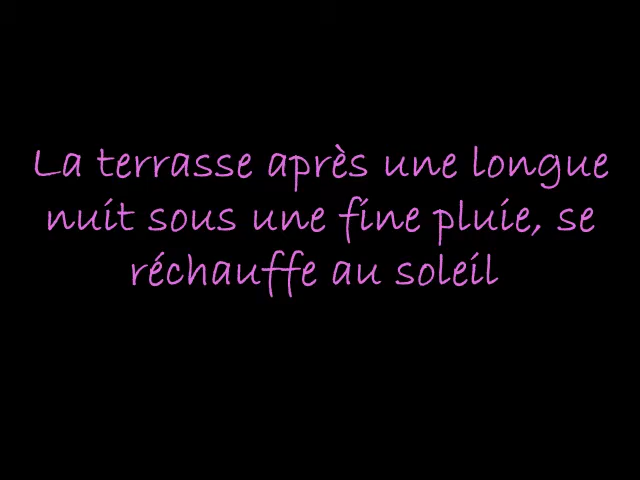 La terrasse après une longue
nuit sous une fine pluie, se
réchauffe au soleil